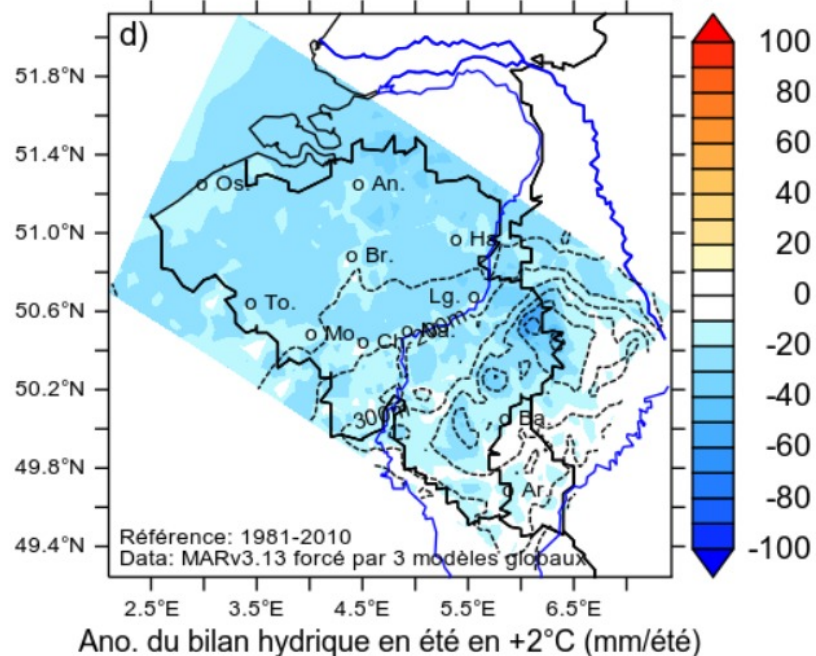 d)
100
80
60
40
20
0
-20
-40
-60
-80
-100
51.8°N
51.4°N
51.0°N
50.6°N
50.2°N
49.8°N
49.4°N
Os.
An.
Ha.
Br.
Lg.
To.
Mo.
Ch.
Na.
200m
300m
Ba.
Ar.
Référence: 1981-2010
Data: MARv3.13 forcé par 3 modèles globaux
2.5°E 3.5°E 4.5°E 5.5°E 6.5°E
Ano. du bilan hydrique en été en +2°C (mm/été)